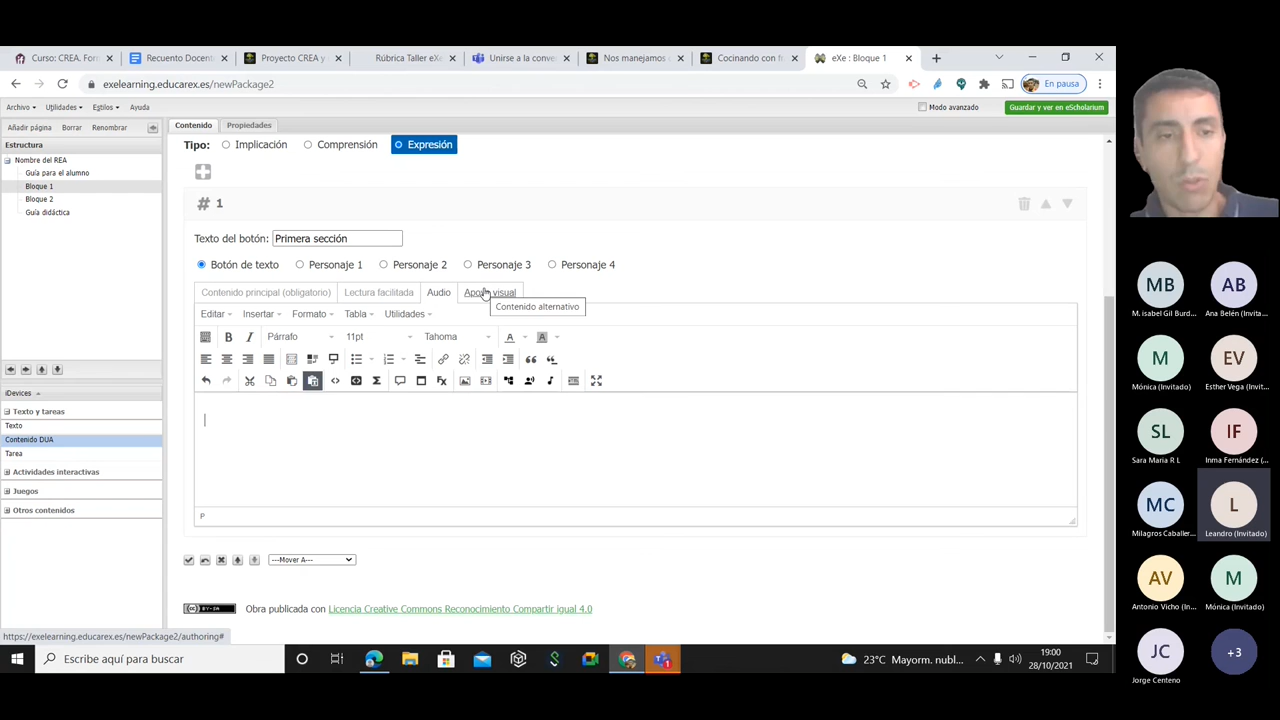 Curso: CREA. For
Recuento Docent
Proyecto CREA y
Rúbrica Taller eXe
Unirse a la conve
Nos manejamos c
Cocinando con fr
eXe : Bloque 1
exelearning.educarex.es/newPackage2
En pausa
Archivo Utilidades Estilos Ayuda
Modo avanzado
Guardar y ver en eScholarium
Añadir página Borrar Renombrar
Contenido Propiedades
Estructura
Nombre del REA
Guía para el alumno
Bloque 1
Bloque 2
Guía didáctica
Tipo: Implicación Comprensión Expresión
# 1
Texto del botón: Primera sección
Botón de texto Personaje 1 Personaje 2 Personaje 3 Personaje 4
Contenido principal (obligatorio) Lectura facilitada Audio Apoyo visual
Contenido alternativo
Editar Insertar Formato Tabla Utilidades
B I Párrafo 11pt Tahoma A A
P
---Mover A---
BY-SA
Obra publicada con Licencia Creative Commons Reconocimiento Compartir igual 4.0
iDevices
Texto y tareas
Texto
Contenido DUA
Tarea
Actividades interactivas
Juegos
Otros contenidos
https://exelearning.educarex.es/newPackage2/authoring#
Escribe aquí para buscar
23°C Mayorm. nubl...
19:00
28/10/2021
MB
M. isabel Gil Burd...
AB
Ana Belén (Invita...
M
Mónica (Invitado)
EV
Esther Vega (Invit...
SL
Sara Maria R L
IF
Inma Fernández (...
MC
Milagros Caballer...
L
Leandro (Invitado)
AV
Antonio Vicho (In...
M
Mónica (Invitado)
JC
Jorge Centeno
+3